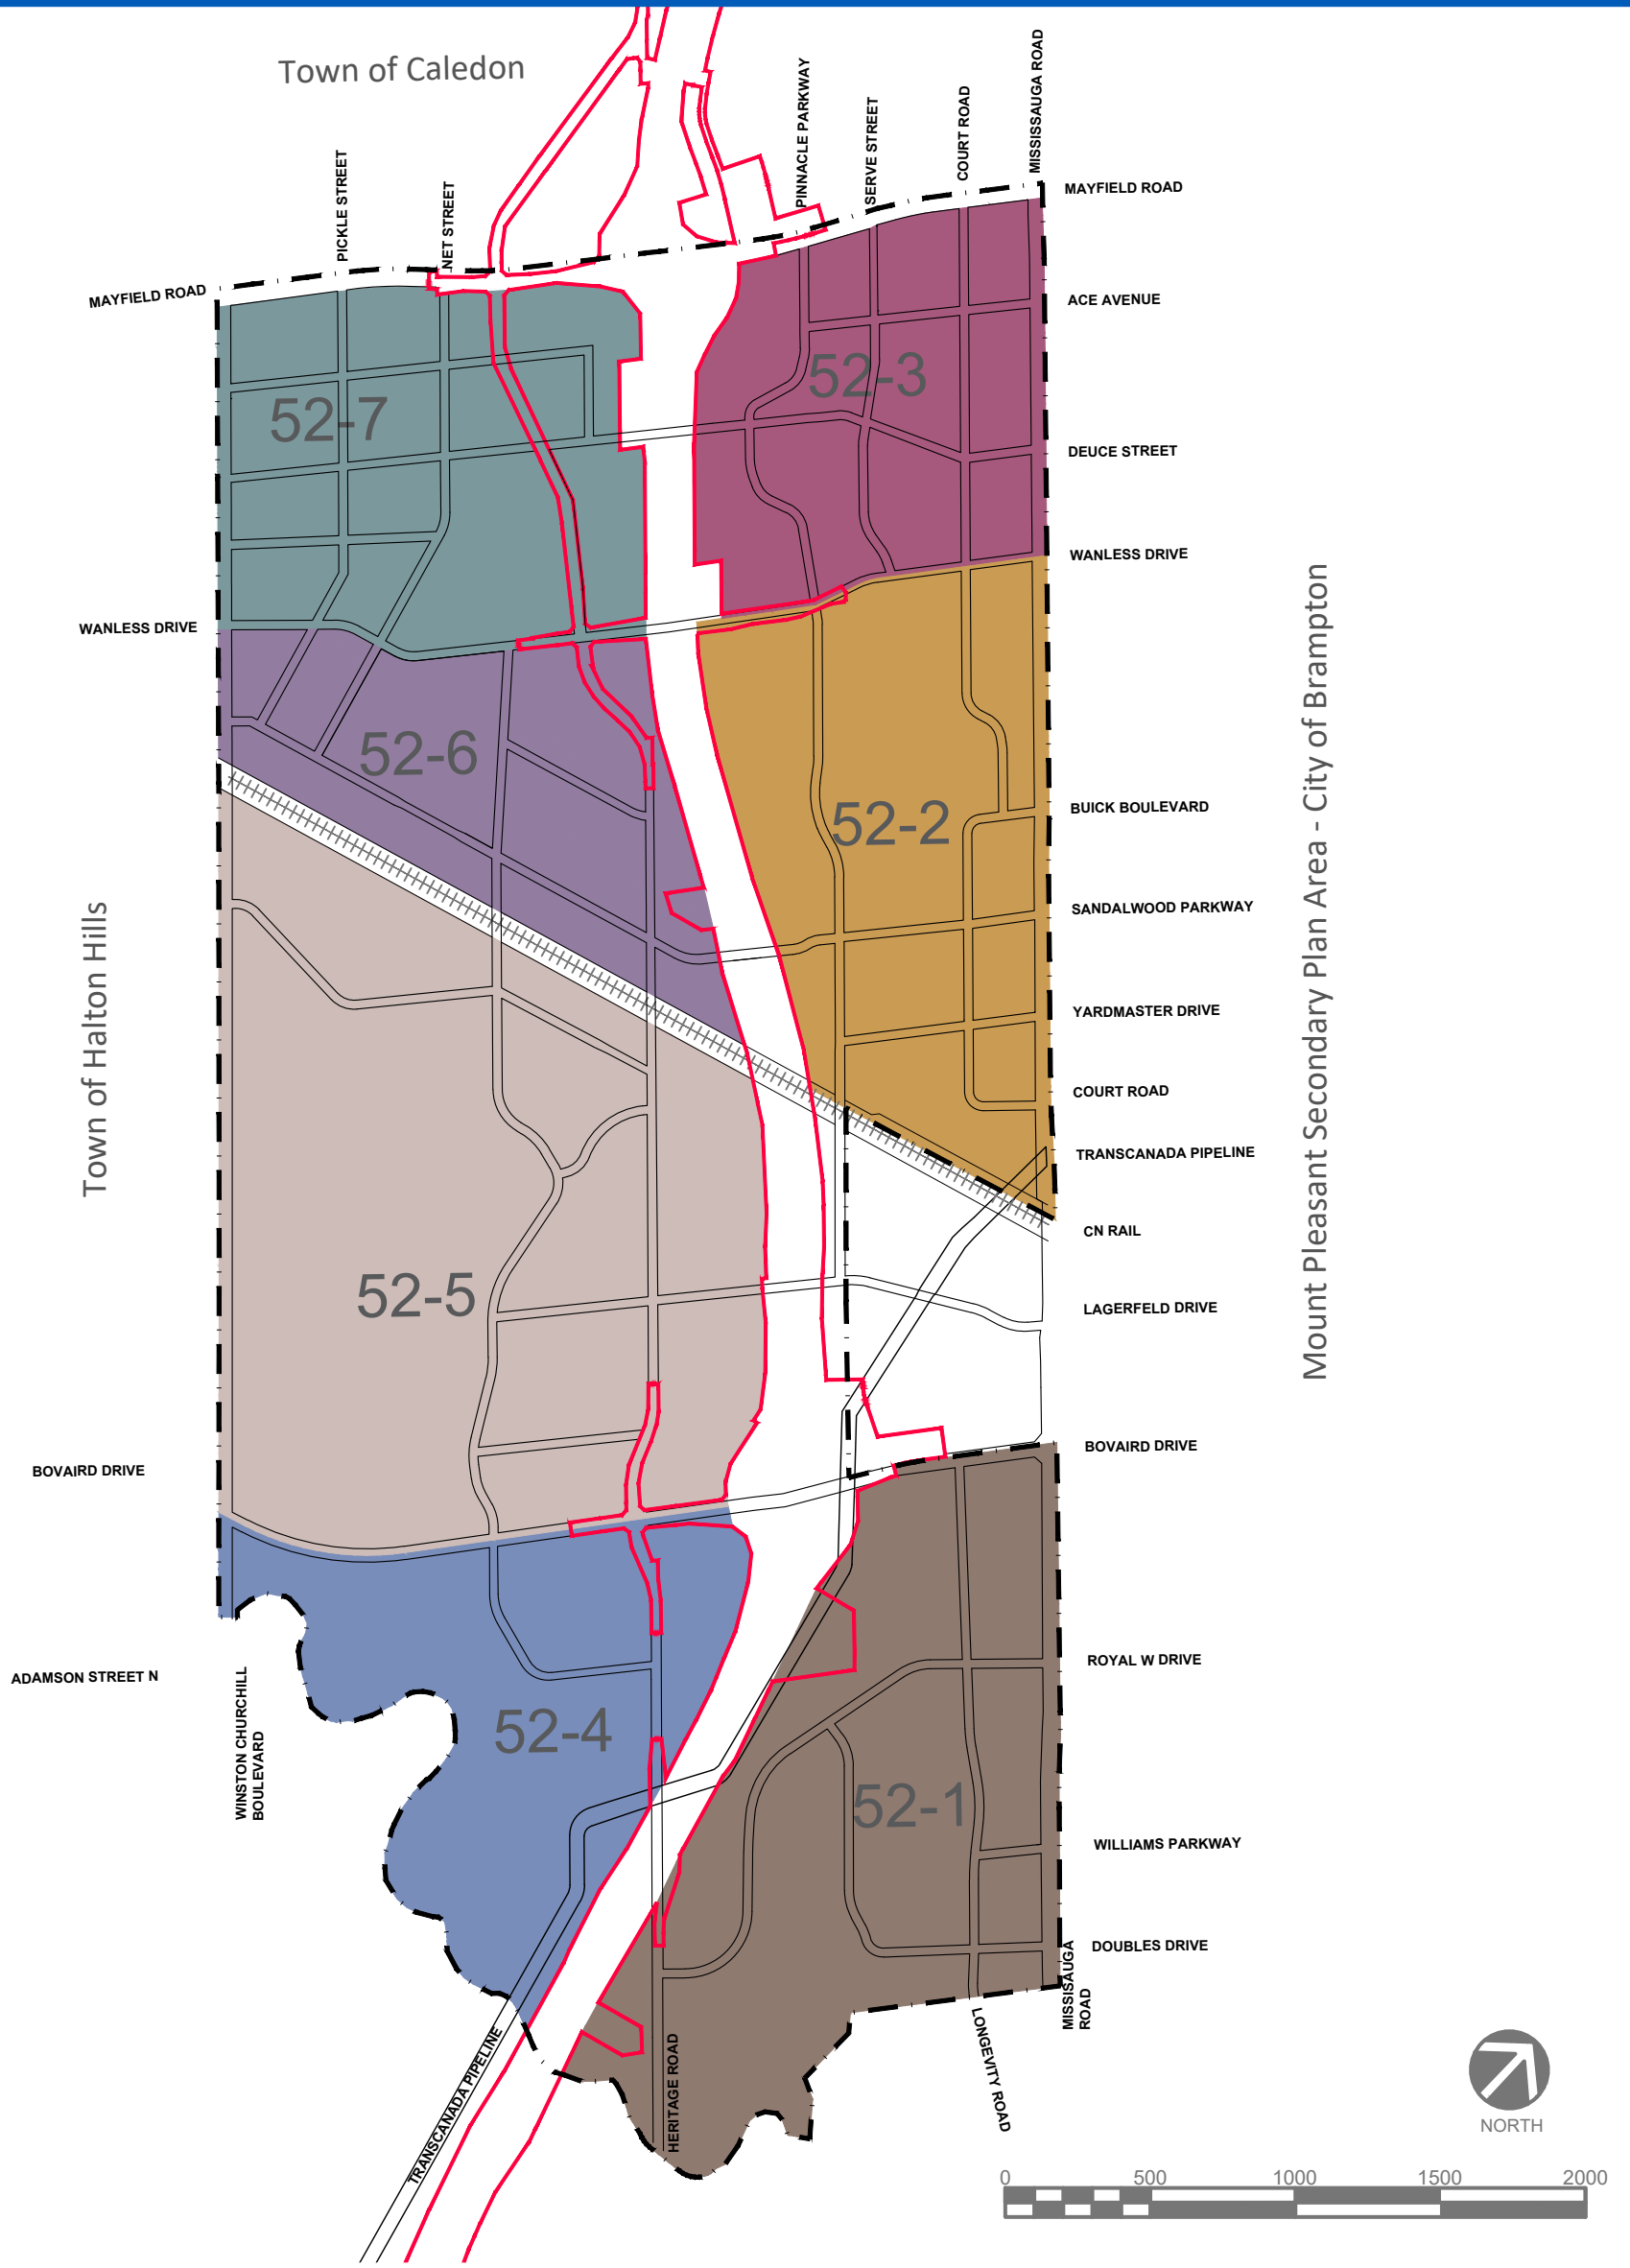 Town of Caledon
PICKLE STREET
NET STREET
PINNACLE PARKWAY
SERVE STREET
COURT ROAD
MISSISSAUGA ROAD
MAYFIELD ROAD
MAYFIELD ROAD
ACE AVENUE
52-3
52-7
DEUCE STREET
WANLESS DRIVE
WANLESS DRIVE
52-6
52-2
BUICK BOULEVARD
SANDALWOOD PARKWAY
Town of Halton Hills
Mount Pleasant Secondary Plan Area - City of Brampton
YARDMASTER DRIVE
COURT ROAD
TRANSCANADA PIPELINE
CN RAIL
52-5
LAGERFELD DRIVE
BOVAIRD DRIVE
BOVAIRD DRIVE
ROYAL W DRIVE
ADAMSON STREET N
WINSTON CHURCHILL
BOULEVARD
52-4
52-1
WILLIAMS PARKWAY
DOUBLES DRIVE
MISSISAUGA
ROAD
LONGEVITY ROAD
HERITAGE ROAD
TRANSCANADA PIPELINE
NORTH
0 500 1000 1500 2000